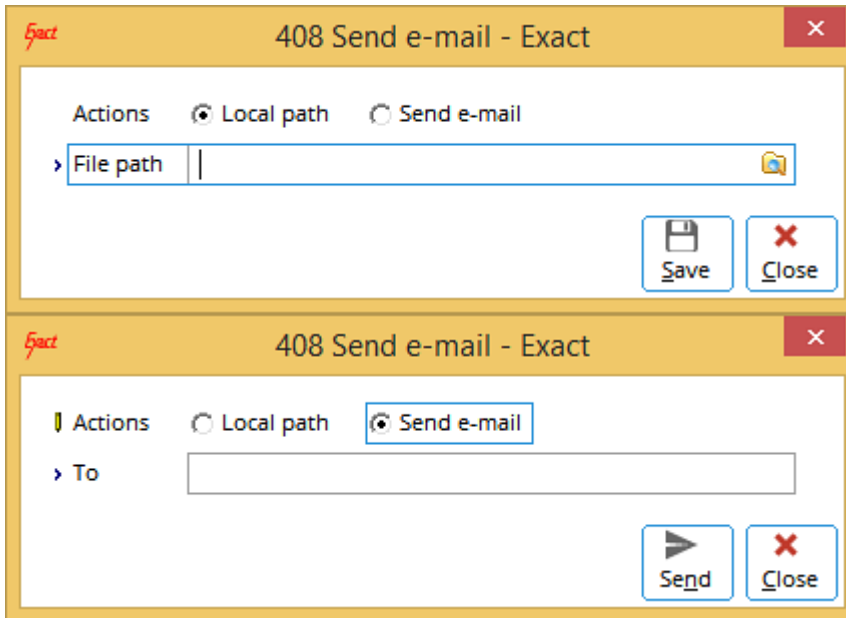 Exact
408 Send e-mail - Exact
Actions Local path Send e-mail
File path
Save Close
Exact
408 Send e-mail - Exact
Actions Local path Send e-mail
To
Send Close